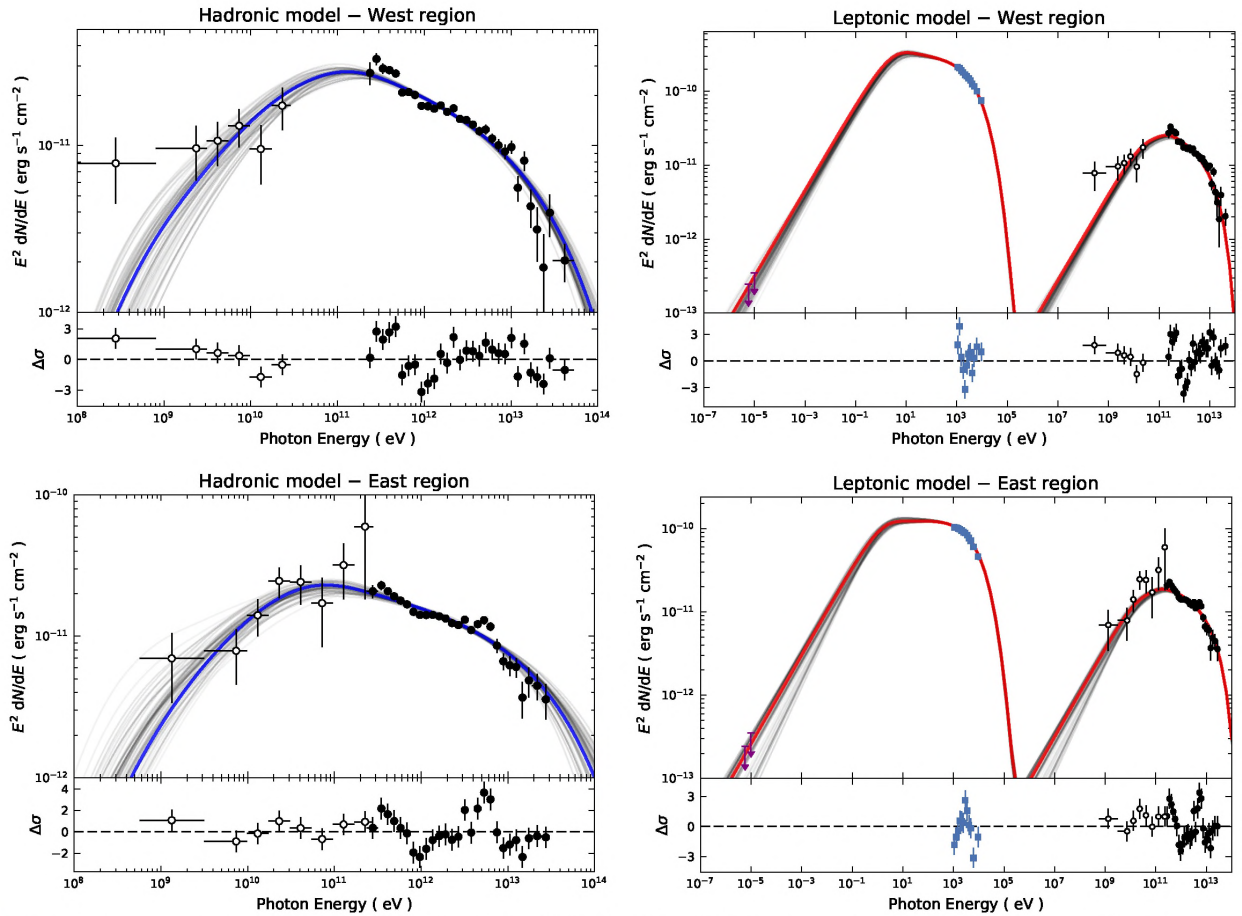 Hadronic model − West region
E² dN/dE ( erg s⁻¹ cm⁻²)
10⁻¹¹
10⁻¹²
Δσ
3
0
−3
10⁸ 10⁹ 10¹⁰ 10¹¹ 10¹² 10¹³ 10¹⁴
Photon Energy ( eV)
Leptonic model − West region
E² dN/dE ( erg s⁻¹ cm⁻²)
10⁻¹⁰
10⁻¹¹
10⁻¹²
10⁻¹³
Δσ
3
0
−3
10⁻⁷ 10⁻⁵ 10⁻³ 10⁻¹ 10¹ 10³ 10⁵ 10⁷ 10⁹ 10¹¹ 10¹³
Photon Energy ( eV)
Hadronic model − East region
E² dN/dE ( erg s⁻¹ cm⁻²)
10⁻¹⁰
10⁻¹¹
10⁻¹²
Δσ
4
2
0
−2
10⁸ 10⁹ 10¹⁰ 10¹¹ 10¹² 10¹³ 10¹⁴
Photon Energy ( eV)
Leptonic model − East region
E² dN/dE ( erg s⁻¹ cm⁻²)
10⁻¹⁰
10⁻¹¹
10⁻¹²
10⁻¹³
Δσ
3
0
−3
10⁻⁷ 10⁻⁵ 10⁻³ 10⁻¹ 10¹ 10³ 10⁵ 10⁷ 10⁹ 10¹¹ 10¹³
Photon Energy ( eV)